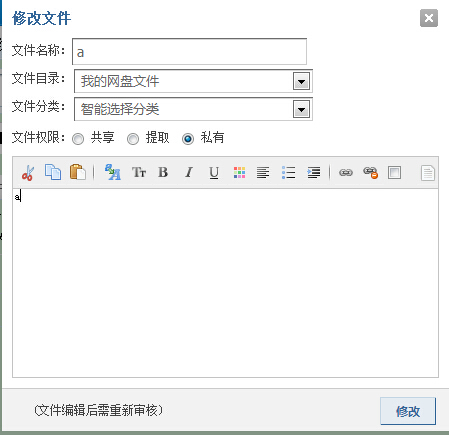 修改文件
文件名称： a
文件目录： 我的网盘文件
文件分类： 智能选择分类
文件权限： 共享 提取 私有
a
（文件编辑后需重新审核）
修改